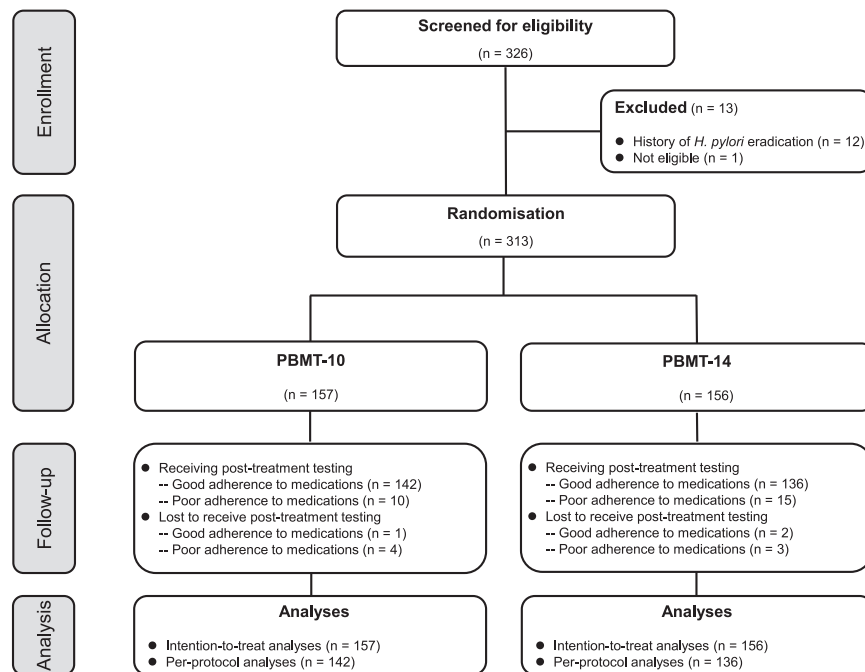 Enrollment
Screened for eligibility
(n = 326)
Excluded (n = 13)
● History of H. pylori eradication (n = 12)
● Not eligible (n = 1)
Allocation
Randomisation
(n = 313)
PBMT-10
(n = 157)
PBMT-14
(n = 156)
Follow-up
● Receiving post-treatment testing
-- Good adherence to medications (n = 142)
-- Poor adherence to medications (n = 10)
● Lost to receive post-treatment testing
-- Good adherence to medications (n = 1)
-- Poor adherence to medications (n = 4)
● Receiving post-treatment testing
-- Good adherence to medications (n = 136)
-- Poor adherence to medications (n = 15)
● Lost to receive post-treatment testing
-- Good adherence to medications (n = 2)
-- Poor adherence to medications (n = 3)
Analysis
Analyses
● Intention-to-treat analyses (n = 157)
● Per-protocol analyses (n = 142)
Analyses
● Intention-to-treat analyses (n = 156)
● Per-protocol analyses (n = 136)